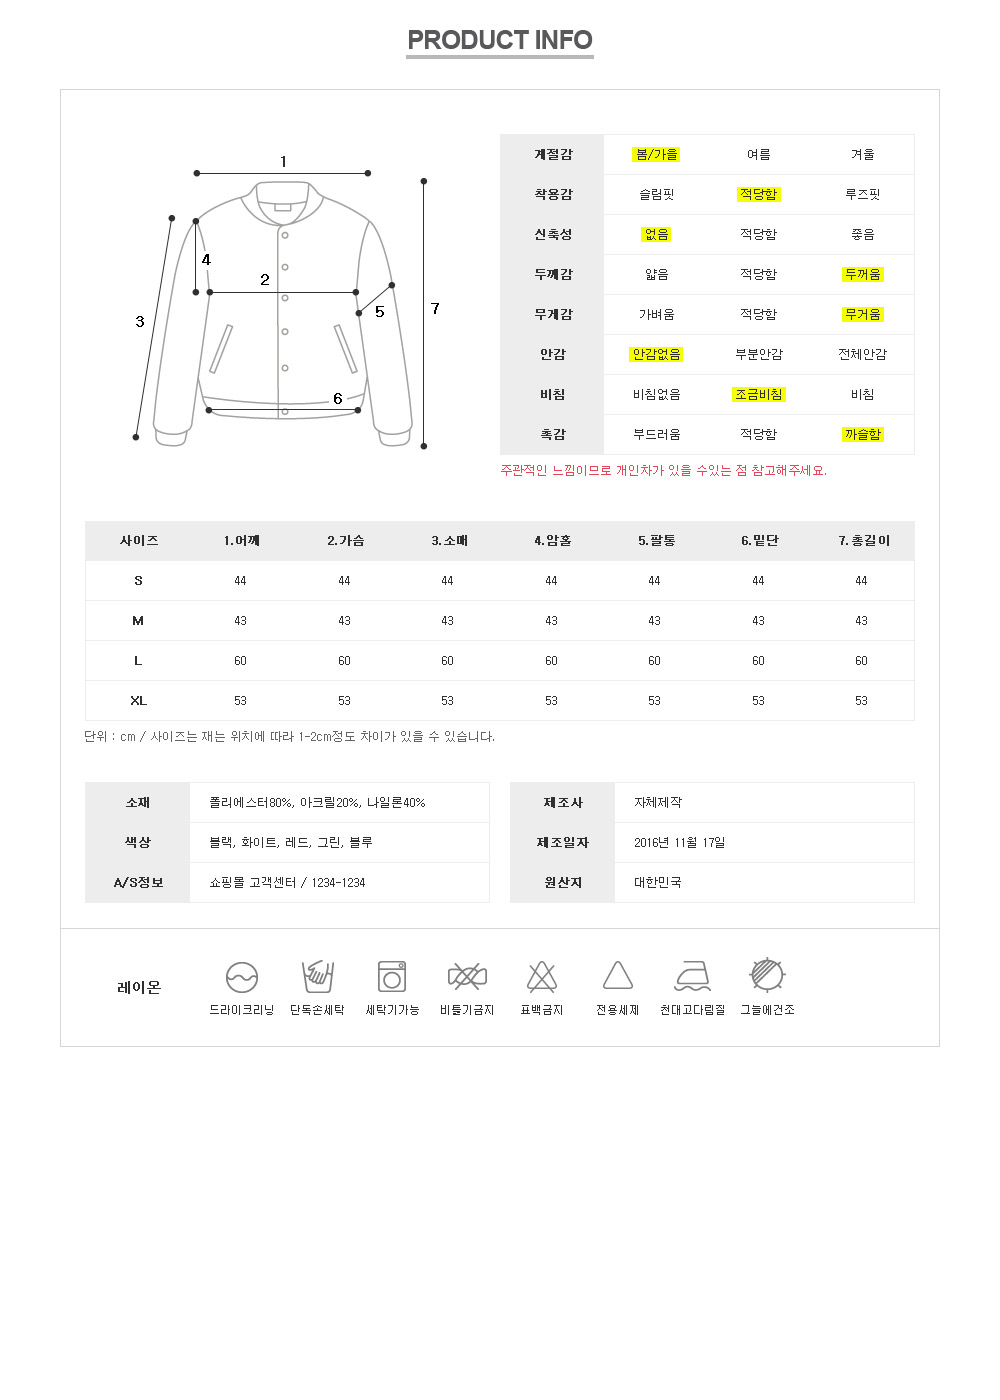 PRODUCT INFO
1
2
3
4
5
6
7
계절감 봄/가을 여름 겨울
착용감 슬림핏 적당함 루즈핏
신축성 없음 적당함 좋음
두께감 얇음 적당함 두꺼움
무게감 가벼움 적당함 무거움
안감 안감없음 부분안감 전체안감
비침 비침없음 조금비침 비침
촉감 부드러움 적당함 까슬함
주관적인 느낌이므로 개인차가 있을 수있는 점 참고해주세요.
사이즈 1.어깨 2.가슴 3.소매 4.암홀 5.팔통 6.밑단 7.총길이
S 44 44 44 44 44 44 44
M 43 43 43 43 43 43 43
L 60 60 60 60 60 60 60
XL 53 53 53 53 53 53 53
단위 : cm / 사이즈는 재는 위치에 따라 1-2cm정도 차이가 있을 수 있습니다.
소재 폴리에스터80%, 아크릴20%, 나일론40%
색상 블랙, 화이트, 레드, 그린, 블루
A/S정보 쇼핑몰 고객센터 / 1234-1234
제조사 자체제작
제조일자 2016년 11월 17일
원산지 대한민국
레이온
드라이크리닝 단독손세탁 세탁기가능 비틀기금지 표백금지 전용세제 천대고다림질 그늘에건조